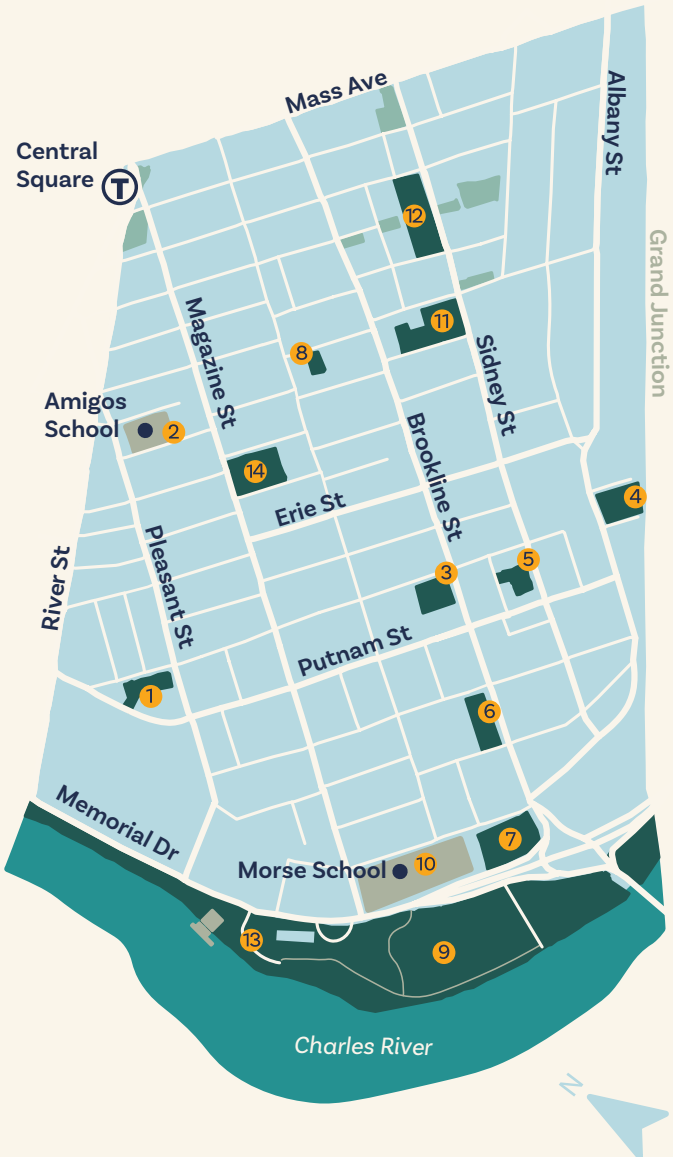 Mass Ave
Albany St
Central
Square
T
12
Grand Junction
11
Magazine St
8
Sidney St
Amigos
School
2
Brookline St
14
4
Erie St
Pleasant St
River St
5
3
Putnam St
1
6
Memorial Dr
7
Morse School
10
13
9
Charles River
N